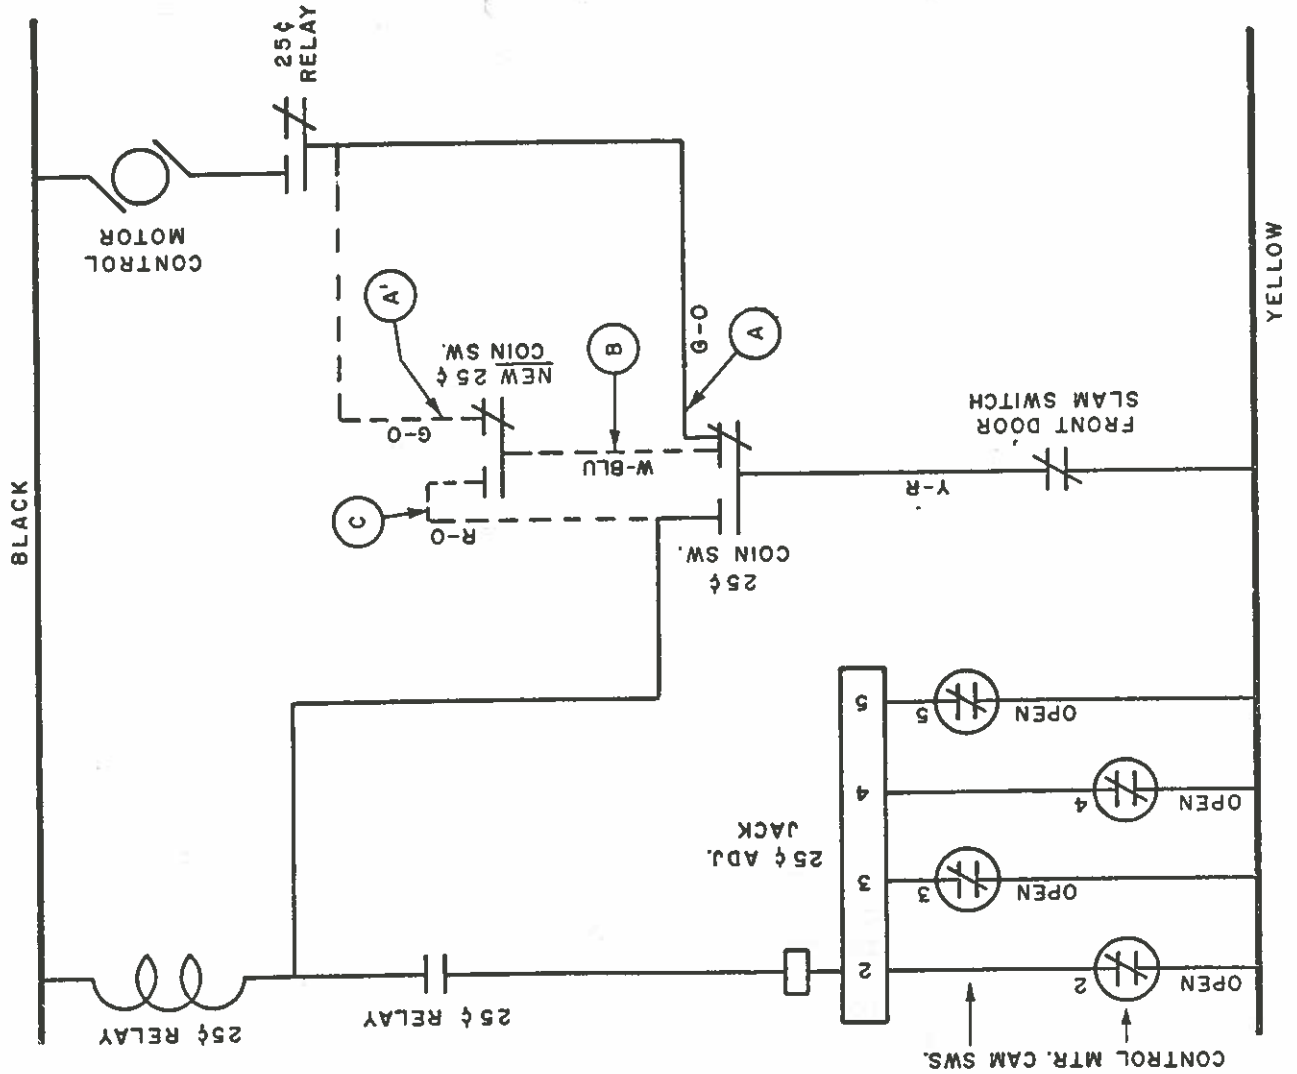 BLACK
25¢
RELAY
CONTROL
MOTOR
A'
NEW 25¢
COIN SW.
G-O
B
W-BLU
G-O
A
C
R-O
25¢
COIN SW.
Y-R
FRONT DOOR
SLAM SWITCH
YELLOW
25¢ RELAY
25¢ RELAY
25¢ ADJ.
JACK
5
4
3
2
5
OPEN
4
OPEN
3
OPEN
2
OPEN
CONTROL MTR. CAM SWS.